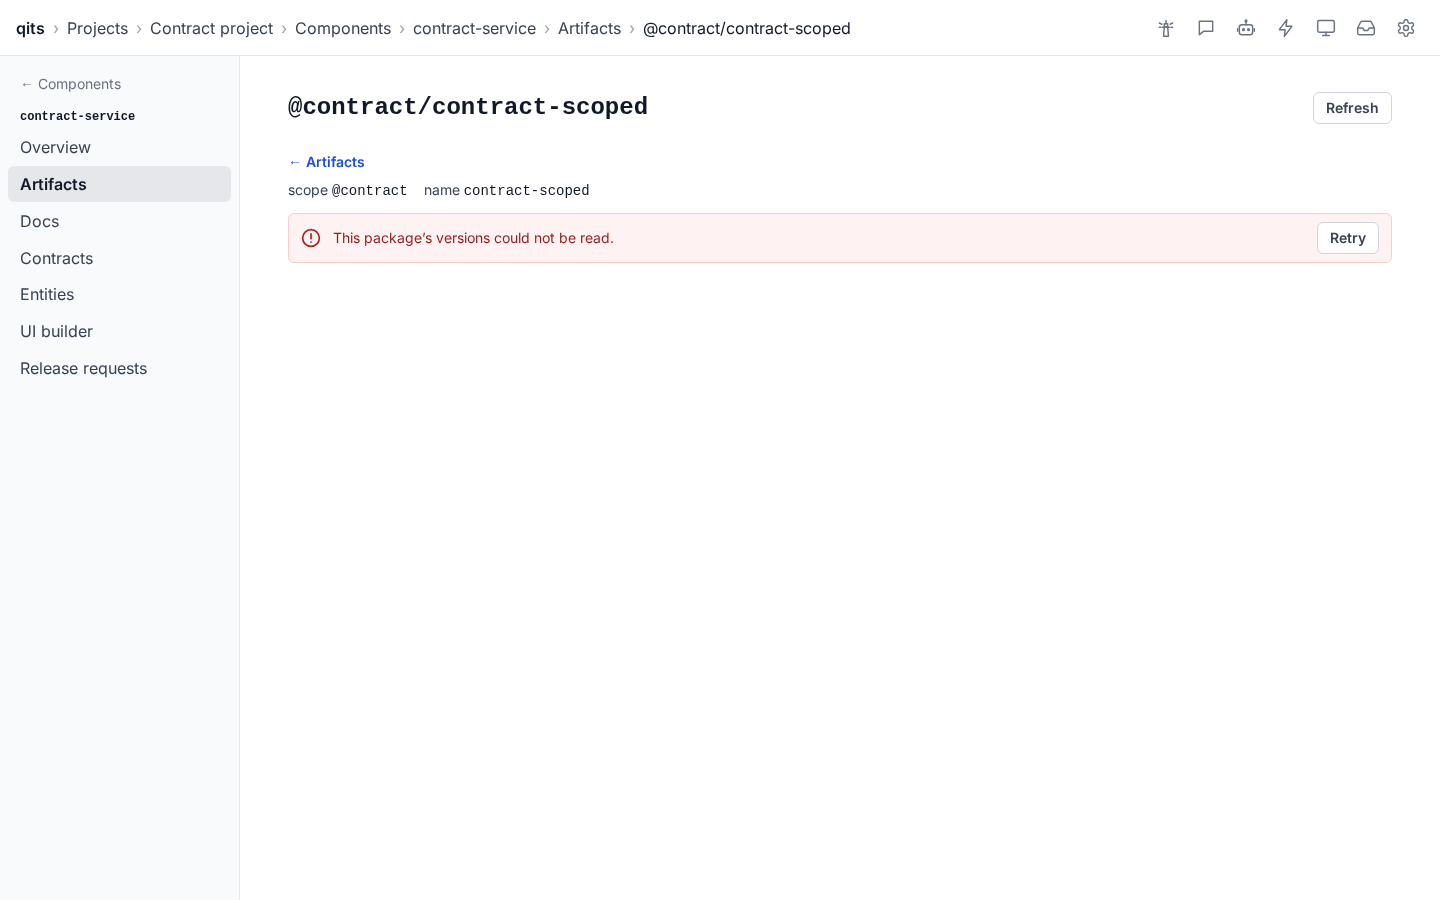 qits › Projects › Contract project › Components › contract-service › Artifacts › @contract/contract-scoped
← Components
contract-service
Overview
Artifacts
Docs
Contracts
Entities
UI builder
Release requests
@contract/contract-scoped
Refresh
← Artifacts
scope @contract name contract-scoped
This package’s versions could not be read.
Retry